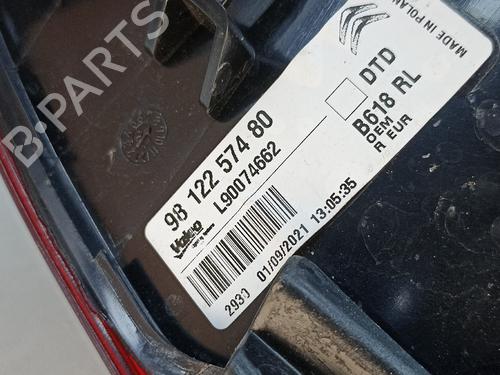 B-PARTS
MADE IN POLAN
98 122 574 80
DTD
L90074662
B618 RL
Valeo
OEM
R EUR
2930 01/09/2021 13:05:35